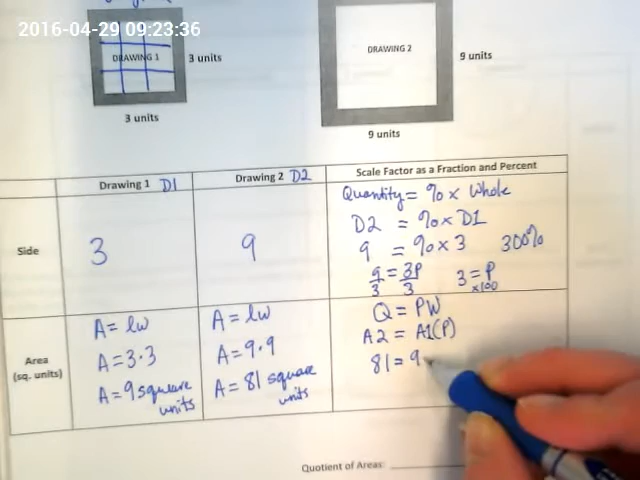 2016-04-29 09:23:36
DRAWING 1
3 units
3 units
DRAWING 2
9 units
9 units
Drawing 1 D1
Drawing 2 D2
Scale Factor as a Fraction and Percent
Side
3
9
Quantity = % x Whole
D2 = % x D1
9 = % x 3 300%
9/3 = 3P/3 3 = P
x100
Area
(sq. units)
A = lw
A = 3·3
A = 9 square
units
A = lw
A = 9·9
A = 81 square
units
Q = PW
A2 = A1(P)
81 = 9
Quotient of Areas: